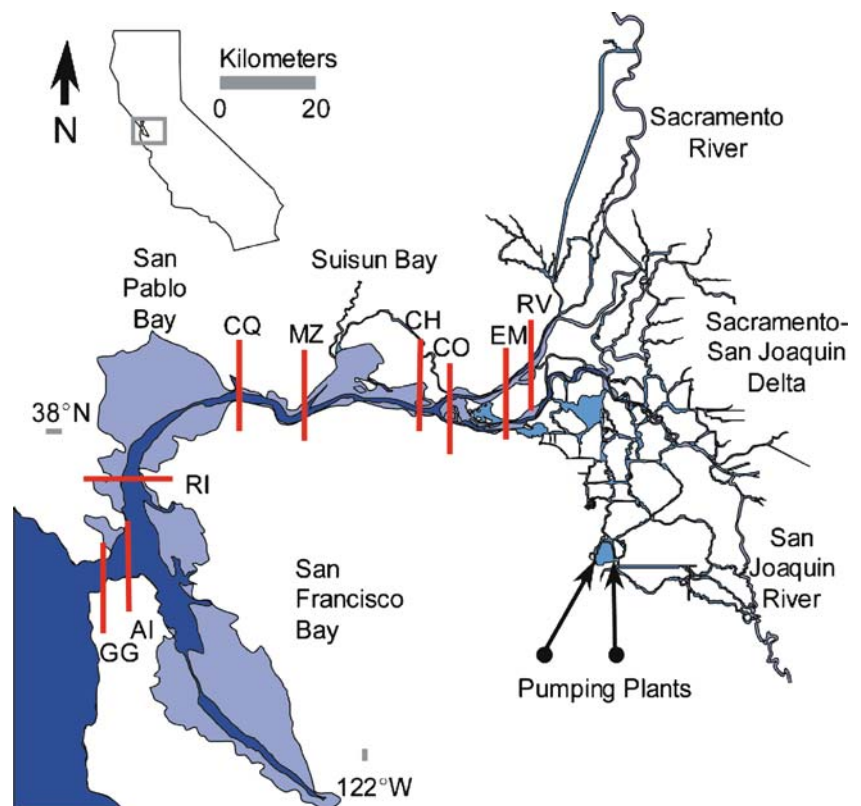 Kilometers
0 20
N
Sacramento
River
San
Pablo
Bay
Suisun Bay
CQ
MZ
CH
CO
EM
RV
Sacramento-
San Joaquin
Delta
38°N
RI
San
Francisco
Bay
San
Joaquin
River
AI
GG
Pumping Plants
122°W